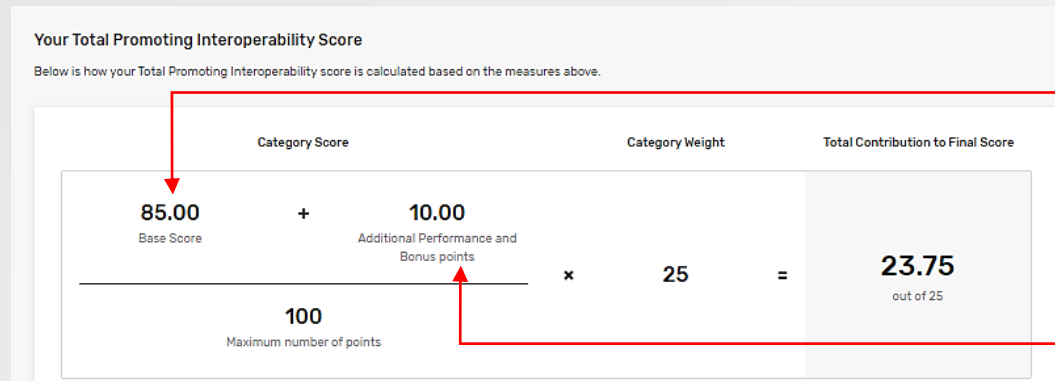 Your Total Promoting Interoperability Score
Below is how your Total Promoting Interoperability score is calculated based on the measures above.
Category Score Category Weight Total Contribution to Final Score
85.00 + 10.00
Base Score Additional Performance and
Bonus points
× 25 = 23.75
out of 25
100
Maximum number of points